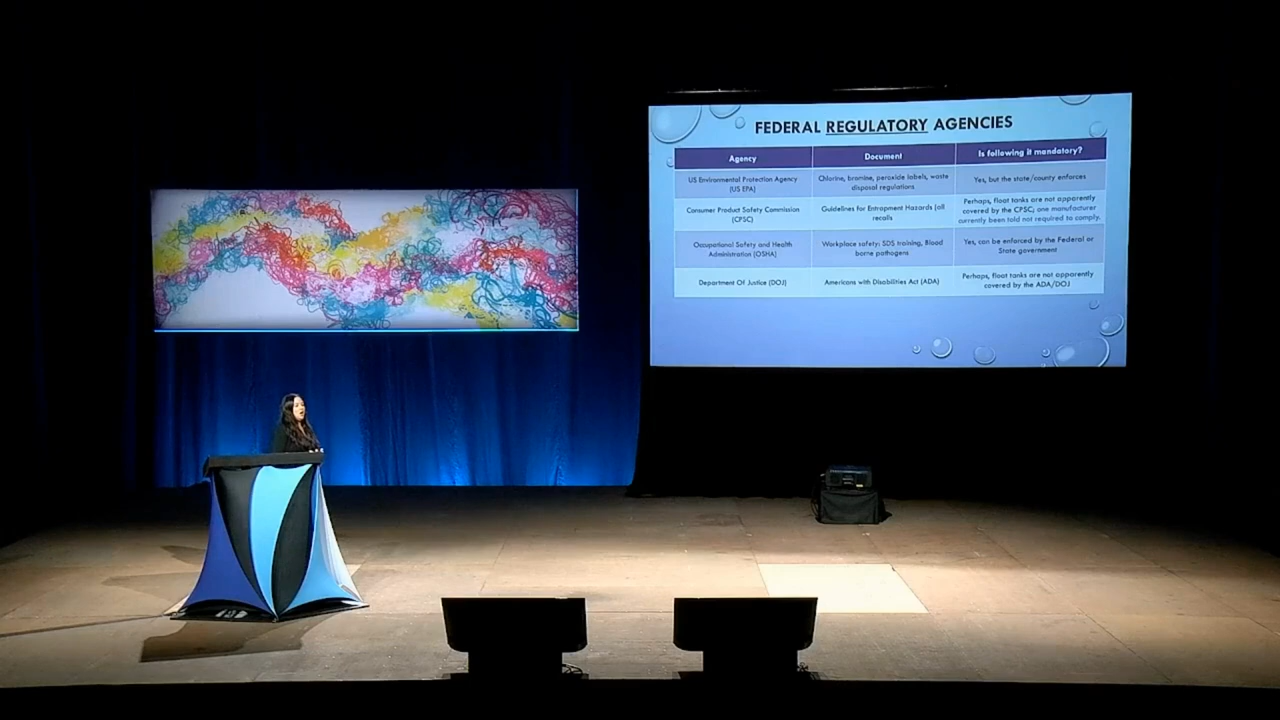 FEDERAL REGULATORY AGENCIES
Agency
Document
Is following it mandatory?
US Environmental Protection Agency
(US EPA)
Chlorine, bromine, peroxide labels, waste
disposal regulations
Yes, but the state/county enforces
Consumer Product Safety Commission
(CPSC)
Guidelines for Entrapment Hazards (all
recalls
Perhaps, float tanks are not apparently
covered by the CPSC; one manufacturer
currently been told not required to comply.
Occupational Safety and Health
Administration (OSHA)
Workplace safety: SDS training, Blood
borne pathogens
Yes, can be enforced by the Federal or
State government
Department Of Justice (DOJ)
Americans with Disabilities Act (ADA)
Perhaps, float tanks are not apparently
covered by the ADA/DOJ